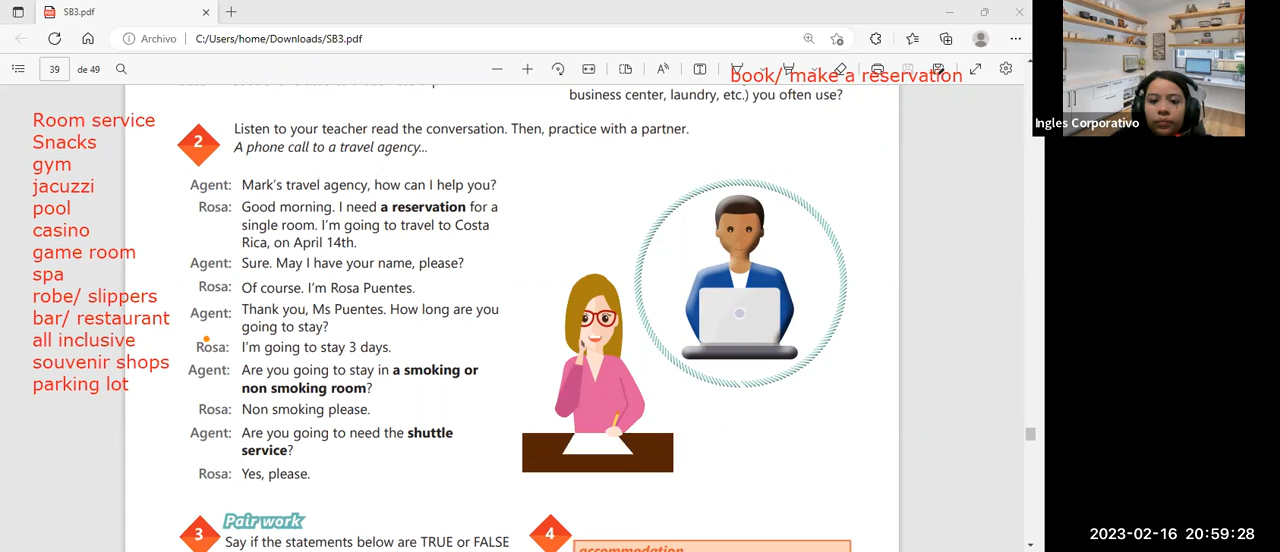 SB3.pdf
Archivo
C:/Users/home/Downloads/SB3.pdf
39
de 49
book/ make a reservation
business center, laundry, etc.) you often use?
Ingles Corporativo
Room service
Snacks
gym
jacuzzi
pool
casino
game room
spa
robe/ slippers
bar/ restaurant
all inclusive
souvenir shops
parking lot
2
Listen to your teacher read the conversation. Then, practice with a partner.
A phone call to a travel agency...
Agent: Mark's travel agency, how can I help you?
Rosa: Good morning. I need a reservation for a
single room. I'm going to travel to Costa
Rica, on April 14th.
Agent: Sure. May I have your name, please?
Rosa: Of course. I'm Rosa Puentes.
Agent: Thank you, Ms Puentes. How long are you
going to stay?
Rosa: I'm going to stay 3 days.
Agent: Are you going to stay in a smoking or
non smoking room?
Rosa: Non smoking please.
Agent: Are you going to need the shuttle
service?
Rosa: Yes, please.
3
Pair work
Say if the statements below are TRUE or FALSE
4
accommodation
2023-02-16 20:59:28